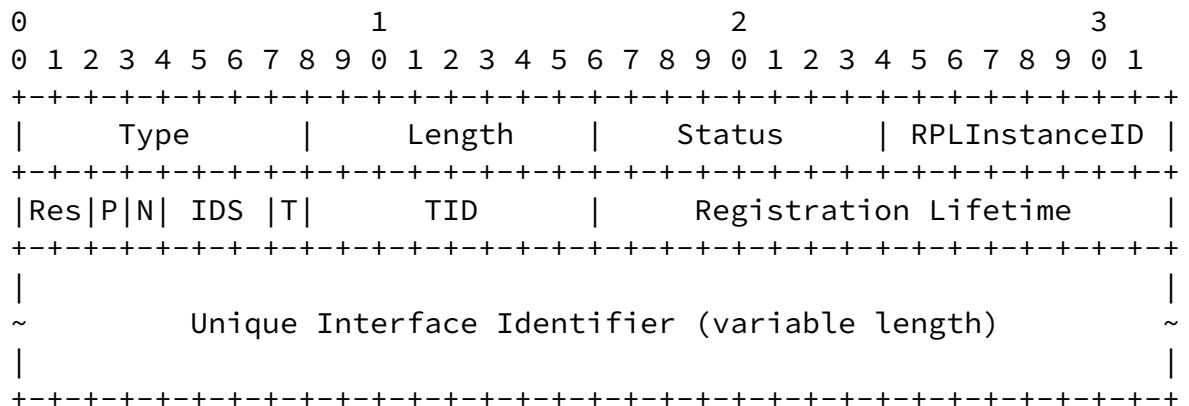 0                   1                   2                   3
0 1 2 3 4 5 6 7 8 9 0 1 2 3 4 5 6 7 8 9 0 1 2 3 4 5 6 7 8 9 0 1
+-+-+-+-+-+-+-+-+-+-+-+-+-+-+-+-+-+-+-+-+-+-+-+-+-+-+-+-+-+-+-+-+
|     Type      |     Length    |    Status     | RPLInstanceID |
+-+-+-+-+-+-+-+-+-+-+-+-+-+-+-+-+-+-+-+-+-+-+-+-+-+-+-+-+-+-+-+-+
|Res|P|N| IDS |T|      TID      |     Registration Lifetime     |
+-+-+-+-+-+-+-+-+-+-+-+-+-+-+-+-+-+-+-+-+-+-+-+-+-+-+-+-+-+-+-+-+
|                                                               |
~         Unique Interface Identifier (variable length)         ~
|                                                               |
+-+-+-+-+-+-+-+-+-+-+-+-+-+-+-+-+-+-+-+-+-+-+-+-+-+-+-+-+-+-+-+-+